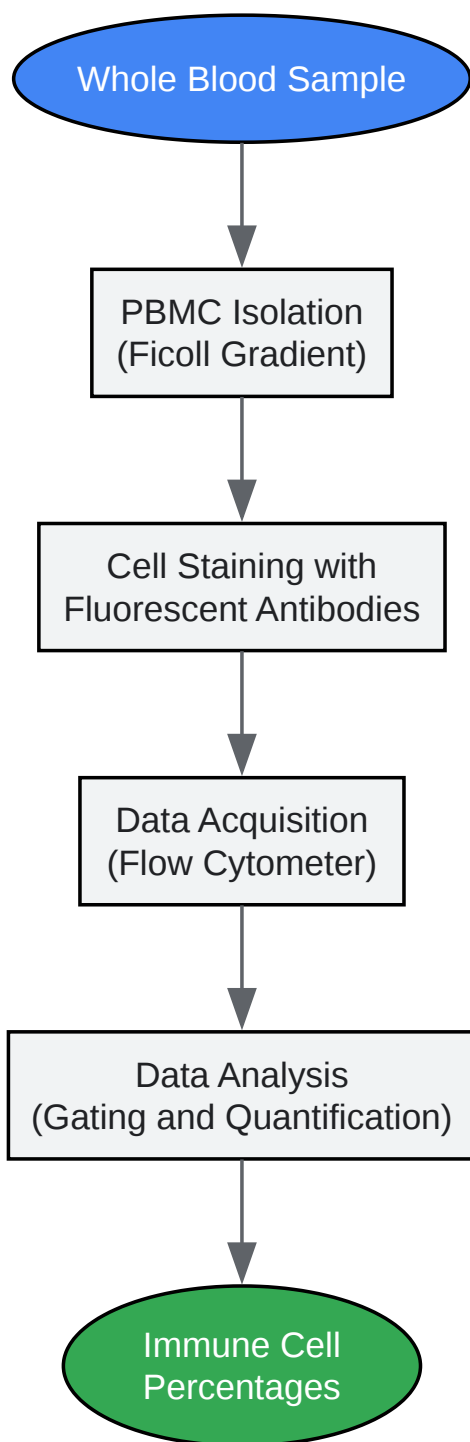 Whole Blood Sample
PBMC Isolation
(Ficoll Gradient)
Cell Staining with
Fluorescent Antibodies
Data Acquisition
(Flow Cytometer)
Data Analysis
(Gating and Quantification)
Immune Cell
Percentages